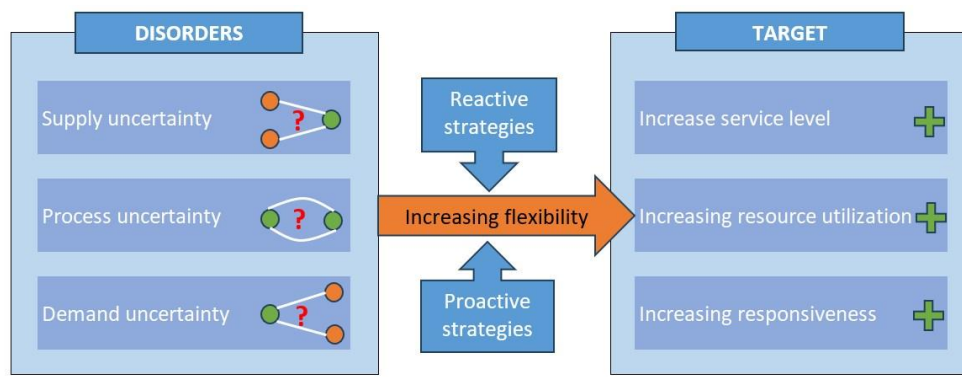 DISORDERS
Supply uncertainty
?
Process uncertainty
?
Demand uncertainty
?
Reactive
strategies
Increasing flexibility
Proactive
strategies
TARGET
Increase service level
Increasing resource utilization
Increasing responsiveness